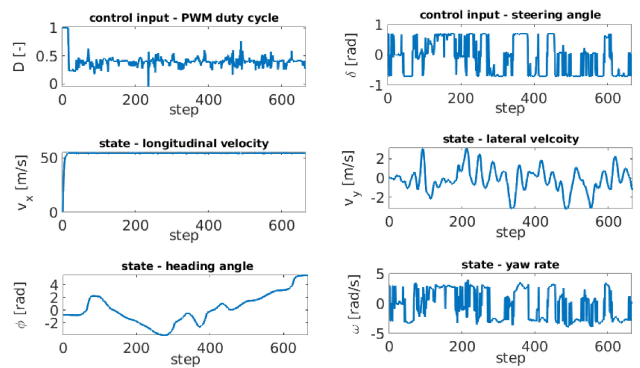 control input - PWM duty cycle
D [-]
1
0.5
0
0 200 400 600
step
control input - steering angle
δ [rad]
1
0
-1
0 200 400 600
step
state - longitudinal velocity
v_x [m/s]
50
0
0 200 400 600
step
state - lateral velcoity
v_y [m/s]
2
0
-2
0 200 400 600
step
state - heading angle
ϕ [rad]
4
2
0
-2
0 200 400 600
step
state - yaw rate
ω [rad/s]
5
0
-5
0 200 400 600
step